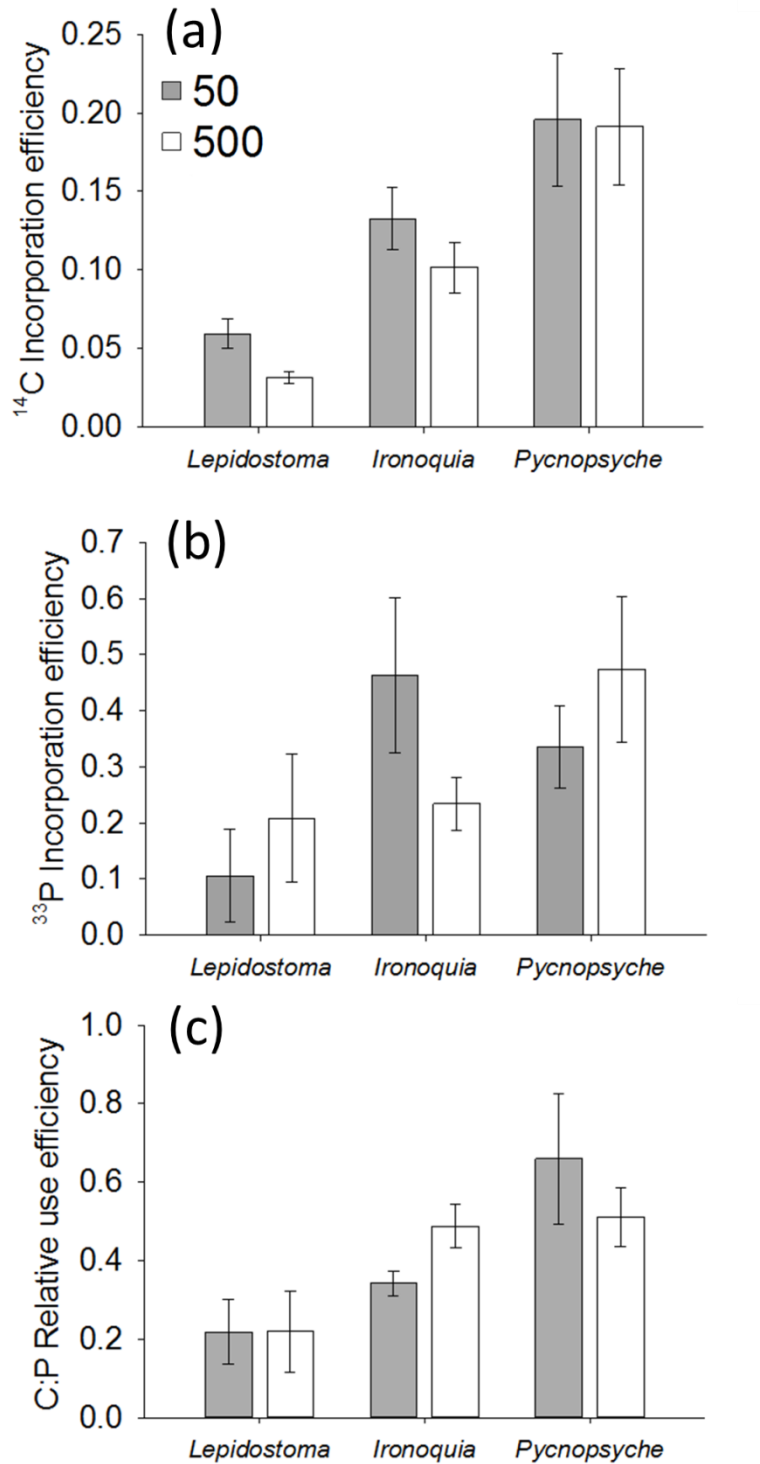 (a)
50
500
0.25
0.20
0.15
0.10
0.05
0.00
¹⁴C Incorporation efficiency
Lepidostoma Ironoquia Pycnopsyche
(b)
0.7
0.6
0.5
0.4
0.3
0.2
0.1
0.0
³³P Incorporation efficiency
Lepidostoma Ironoquia Pycnopsyche
(c)
1.0
0.8
0.6
0.4
0.2
0.0
C:P Relative use efficiency
Lepidostoma Ironoquia Pycnopsyche